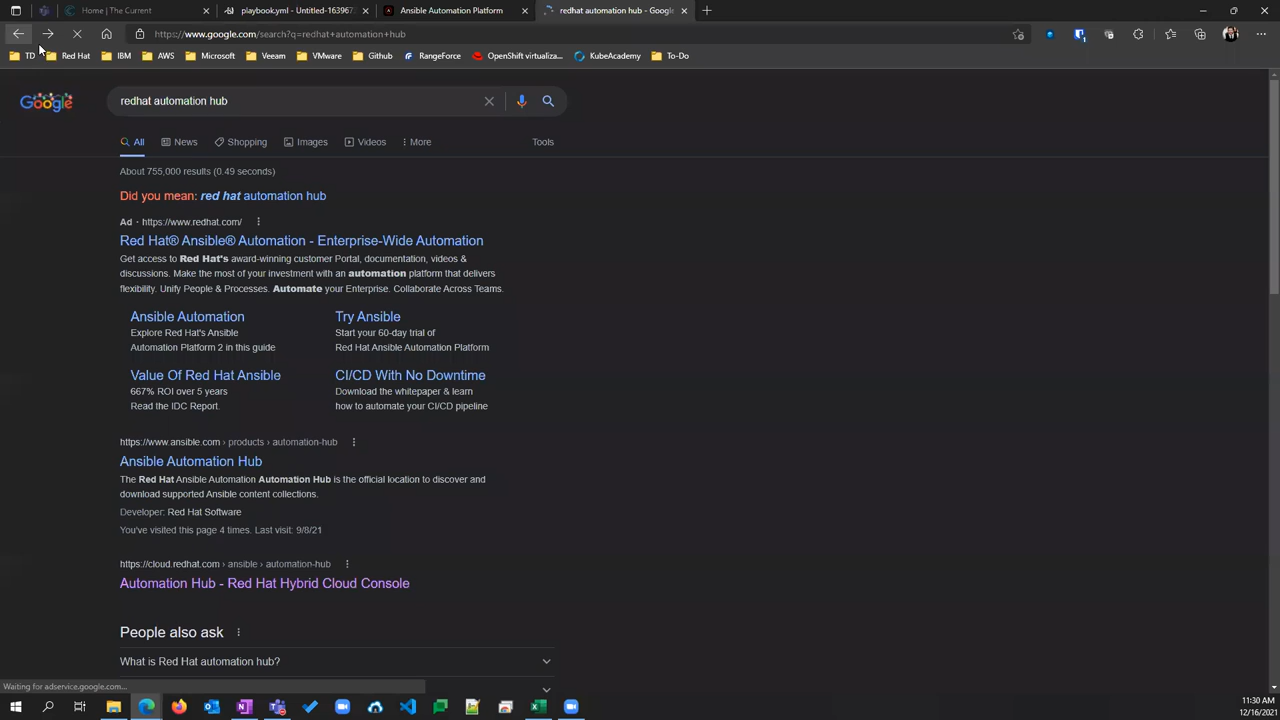 Home | The Current
playbook.yml - Untitled-163967
Ansible Automation Platform
redhat automation hub - Google
https://www.google.com/search?q=redhat+automation+hub
TD
Red Hat
IBM
AWS
Microsoft
Veeam
VMware
Github
RangeForce
OpenShift virtualiza...
KubeAcademy
To-Do
Google
redhat automation hub
All
News
Shopping
Images
Videos
More
Tools
About 755,000 results (0.49 seconds)
Did you mean: red hat automation hub
Ad · https://www.redhat.com/
Red Hat® Ansible® Automation - Enterprise-Wide Automation
Get access to Red Hat's award-winning customer Portal, documentation, videos &
discussions. Make the most of your investment with an automation platform that delivers
flexibility. Unify People & Processes. Automate your Enterprise. Collaborate Across Teams.
Ansible Automation
Explore Red Hat's Ansible
Automation Platform 2 in this guide
Try Ansible
Start your 60-day trial of
Red Hat Ansible Automation Platform
Value Of Red Hat Ansible
667% ROI over 5 years
Read the IDC Report.
CI/CD With No Downtime
Download the whitepaper & learn
how to automate your CI/CD pipeline
https://www.ansible.com › products › automation-hub
Ansible Automation Hub
The Red Hat Ansible Automation Automation Hub is the official location to discover and
download supported Ansible content collections.
Developer: Red Hat Software
You've visited this page 4 times. Last visit: 9/8/21
https://cloud.redhat.com › ansible › automation-hub
Automation Hub - Red Hat Hybrid Cloud Console
People also ask
What is Red Hat automation hub?
Waiting for adservice.google.com...
11:30 AM
12/16/2021